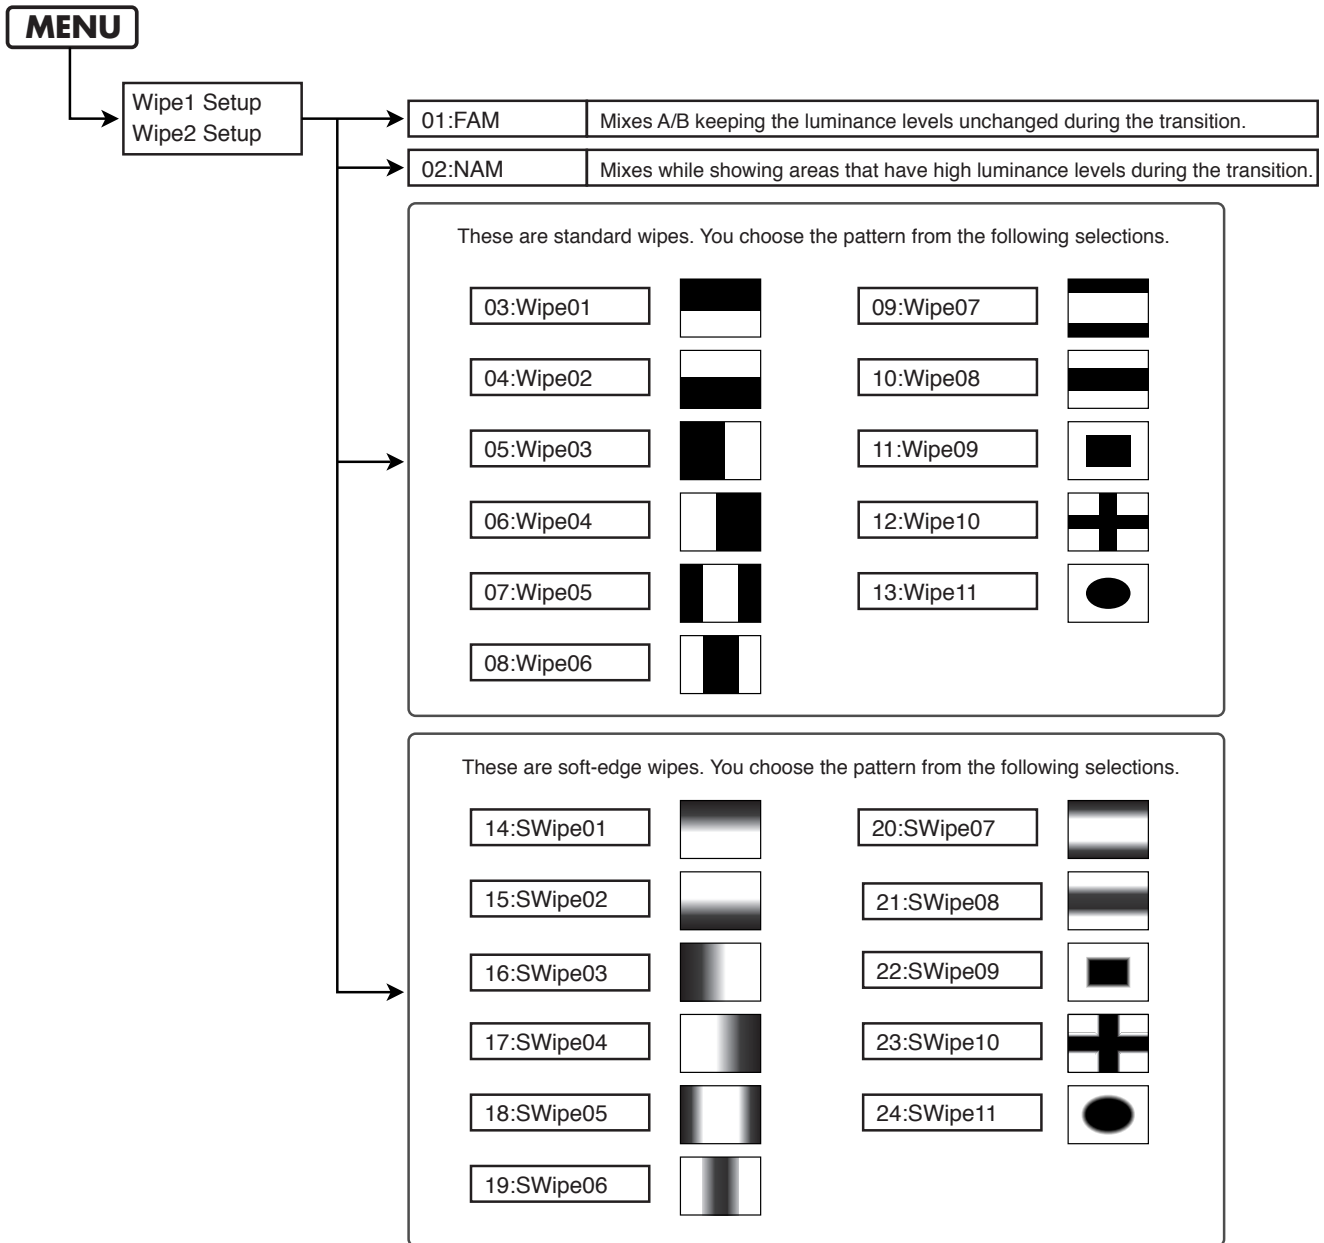 MENU
Wipe1 Setup
Wipe2 Setup
01:FAM
Mixes A/B keeping the luminance levels unchanged during the transition.
02:NAM
Mixes while showing areas that have high luminance levels during the transition.
These are standard wipes. You choose the pattern from the following selections.
03:Wipe01
04:Wipe02
05:Wipe03
06:Wipe04
07:Wipe05
08:Wipe06
09:Wipe07
10:Wipe08
11:Wipe09
12:Wipe10
13:Wipe11
These are soft-edge wipes. You choose the pattern from the following selections.
14:SWipe01
15:SWipe02
16:SWipe03
17:SWipe04
18:SWipe05
19:SWipe06
20:SWipe07
21:SWipe08
22:SWipe09
23:SWipe10
24:SWipe11